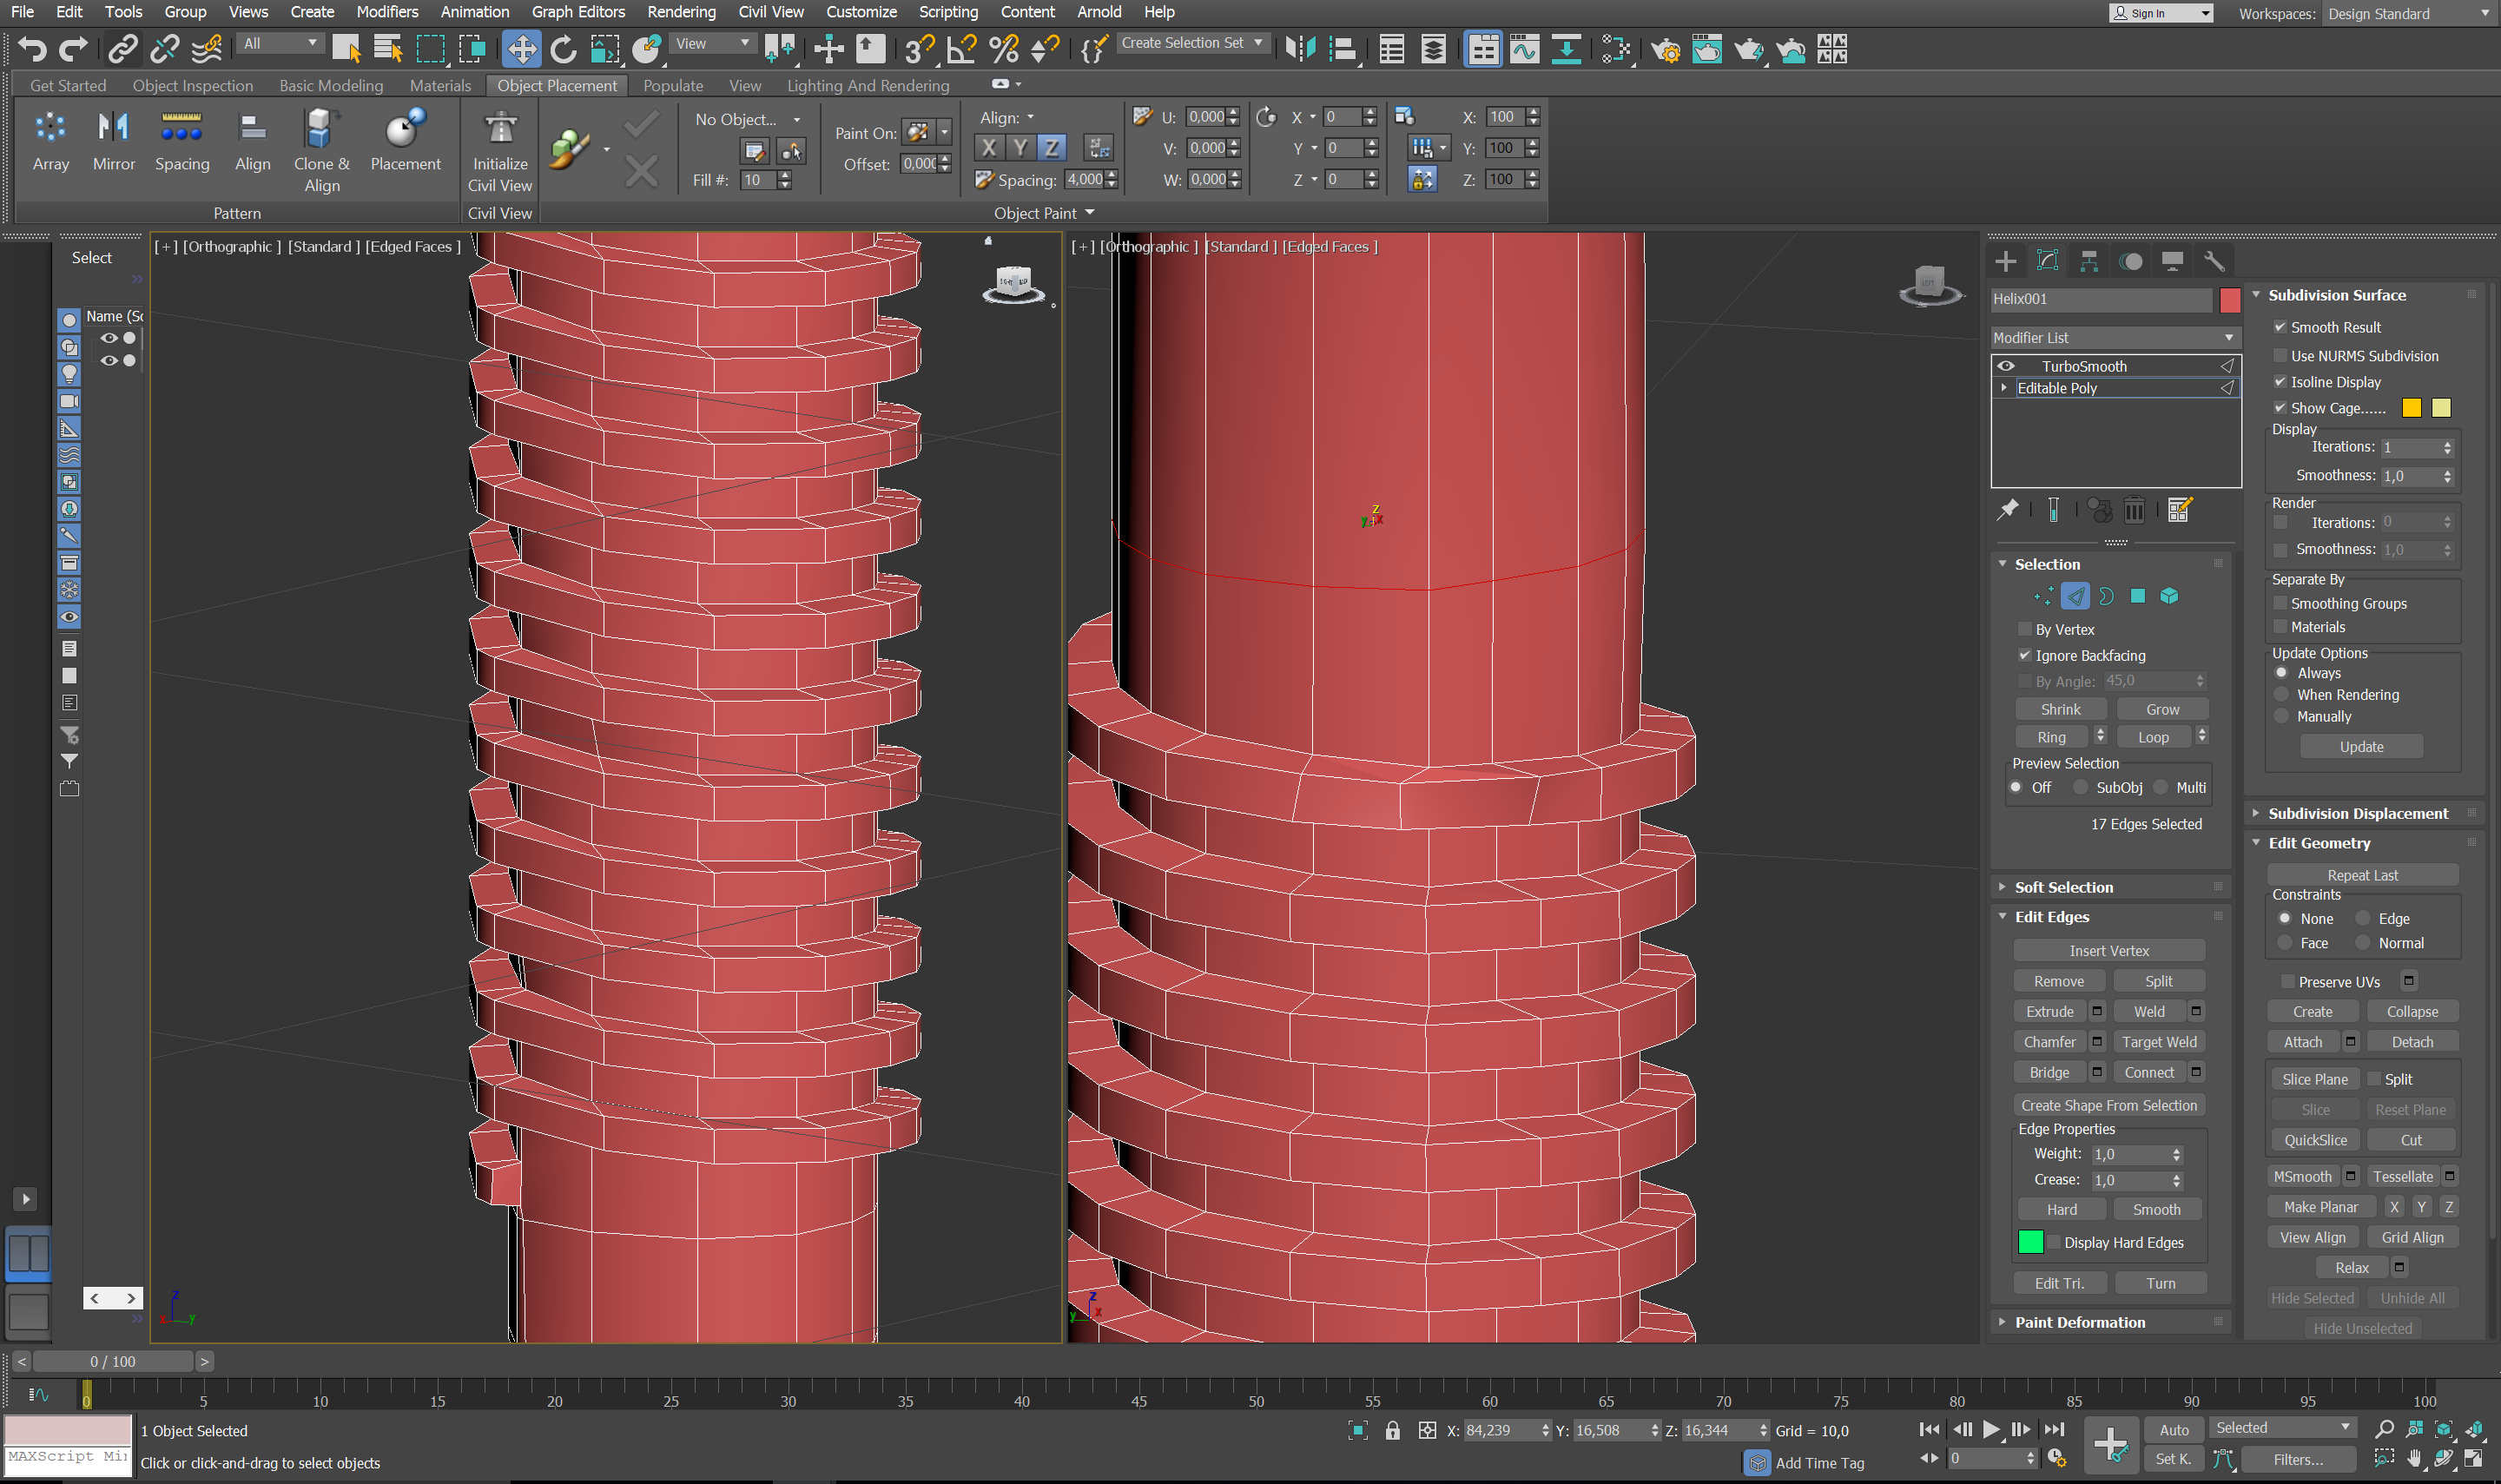 File Edit Tools Group Views Create Modifiers Animation Graph Editors Rendering Civil View Customize Scripting Content Arnold Help
Sign In Workspaces: Design Standard
All View Create Selection Set
Get Started Object Inspection Basic Modeling Materials Object Placement Populate View Lighting And Rendering
No Object... Align: U: 0,000 X 0 X: 100
Paint On: X Y Z V: 0,000 Y 0 Y: 100
Array Mirror Spacing Align Clone & Align Placement Initialize Civil View Offset: 0,000
Fill #: 10 Spacing: 4,000 W: 0,000 Z 0 Z: 100
Pattern Civil View Object Paint
Select
Name (Sc
[+] [Orthographic ] [Standard ] [Edged Faces ]
[+] [Orthographic ] [Standard ] [Edged Faces ]
z
y x
z
x y
z
y x
Helix001
Modifier List
TurboSmooth
Editable Poly
Selection
By Vertex
Ignore Backfacing
By Angle: 45,0
Shrink Grow
Ring Loop
Preview Selection
Off SubObj Multi
17 Edges Selected
Soft Selection
Edit Edges
Insert Vertex
Remove Split
Extrude Weld
Chamfer Target Weld
Bridge Connect
Create Shape From Selection
Edge Properties
Weight: 1,0
Crease: 1,0
Hard Smooth
Display Hard Edges
Edit Tri. Turn
Paint Deformation
Subdivision Surface
Smooth Result
Use NURMS Subdivision
Isoline Display
Show Cage......
Display
Iterations: 1
Smoothness: 1,0
Render
Iterations: 0
Smoothness: 1,0
Separate By
Smoothing Groups
Materials
Update Options
Always
When Rendering
Manually
Update
Subdivision Displacement
Edit Geometry
Repeat Last
Constraints
None Edge
Face Normal
Preserve UVs
Create Collapse
Attach Detach
Slice Plane Split
Slice Reset Plane
QuickSlice Cut
MSmooth Tessellate
Make Planar X Y Z
View Align Grid Align
Relax
Hide Selected Unhide All
Hide Unselected
< 0 / 100 >
0 5 10 15 20 25 30 35 40 45 50 55 60 65 70 75 80 85 90 95 100
1 Object Selected X: 84,239 Y: 16,508 Z: 16,344 Grid = 10,0 Auto Selected
MAXScript Mi
Click or click-and-drag to select objects Add Time Tag 0 Set K. Filters...